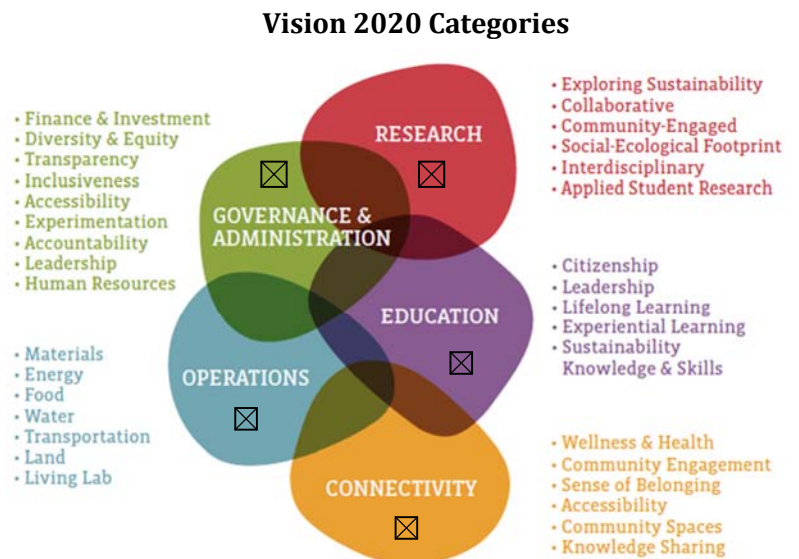 Vision 2020 Categories
• Finance & Investment
• Diversity & Equity
• Transparency
• Inclusiveness
• Accessibility
• Experimentation
• Accountability
• Leadership
• Human Resources
RESEARCH
• Exploring Sustainability
• Collaborative
• Community-Engaged
• Social-Ecological Footprint
• Interdisciplinary
• Applied Student Research
GOVERNANCE &
ADMINISTRATION
EDUCATION
• Citizenship
• Leadership
• Lifelong Learning
• Experiential Learning
• Sustainability
Knowledge & Skills
• Materials
• Energy
• Food
• Water
• Transportation
• Land
• Living Lab
OPERATIONS
CONNECTIVITY
• Wellness & Health
• Community Engagement
• Sense of Belonging
• Accessibility
• Community Spaces
• Knowledge Sharing